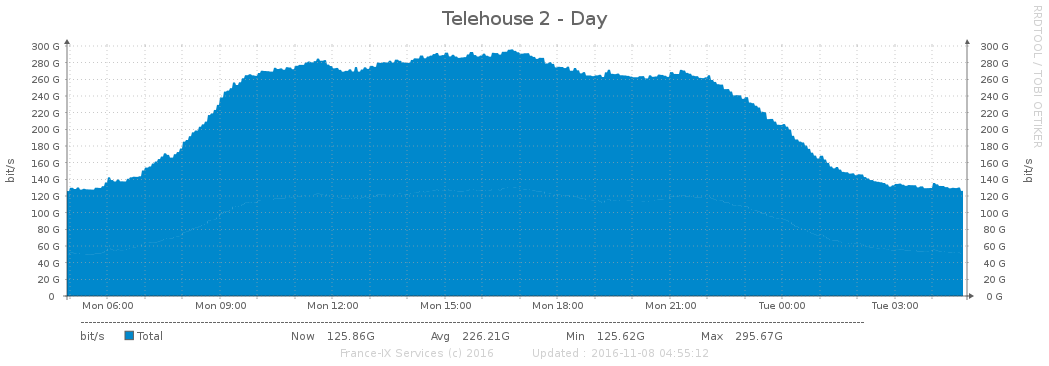 Telehouse 2 - Day
RRDTOOL / TOBI OETIKER
bit/s
300 G 300 G
280 G 280 G
260 G 260 G
240 G 240 G
220 G 220 G
200 G 200 G
180 G 180 G
160 G 160 G
140 G 140 G
120 G 120 G
100 G 100 G
80 G 80 G
60 G 60 G
40 G 40 G
20 G 20 G
0 0 G
bit/s
Mon 06:00 Mon 09:00 Mon 12:00 Mon 15:00 Mon 18:00 Mon 21:00 Tue 00:00 Tue 03:00
bit/s Total Now 125.86G Avg 226.21G Min 125.62G Max 295.67G
France-IX Services (c) 2016 Updated : 2016-11-08 04:55:12